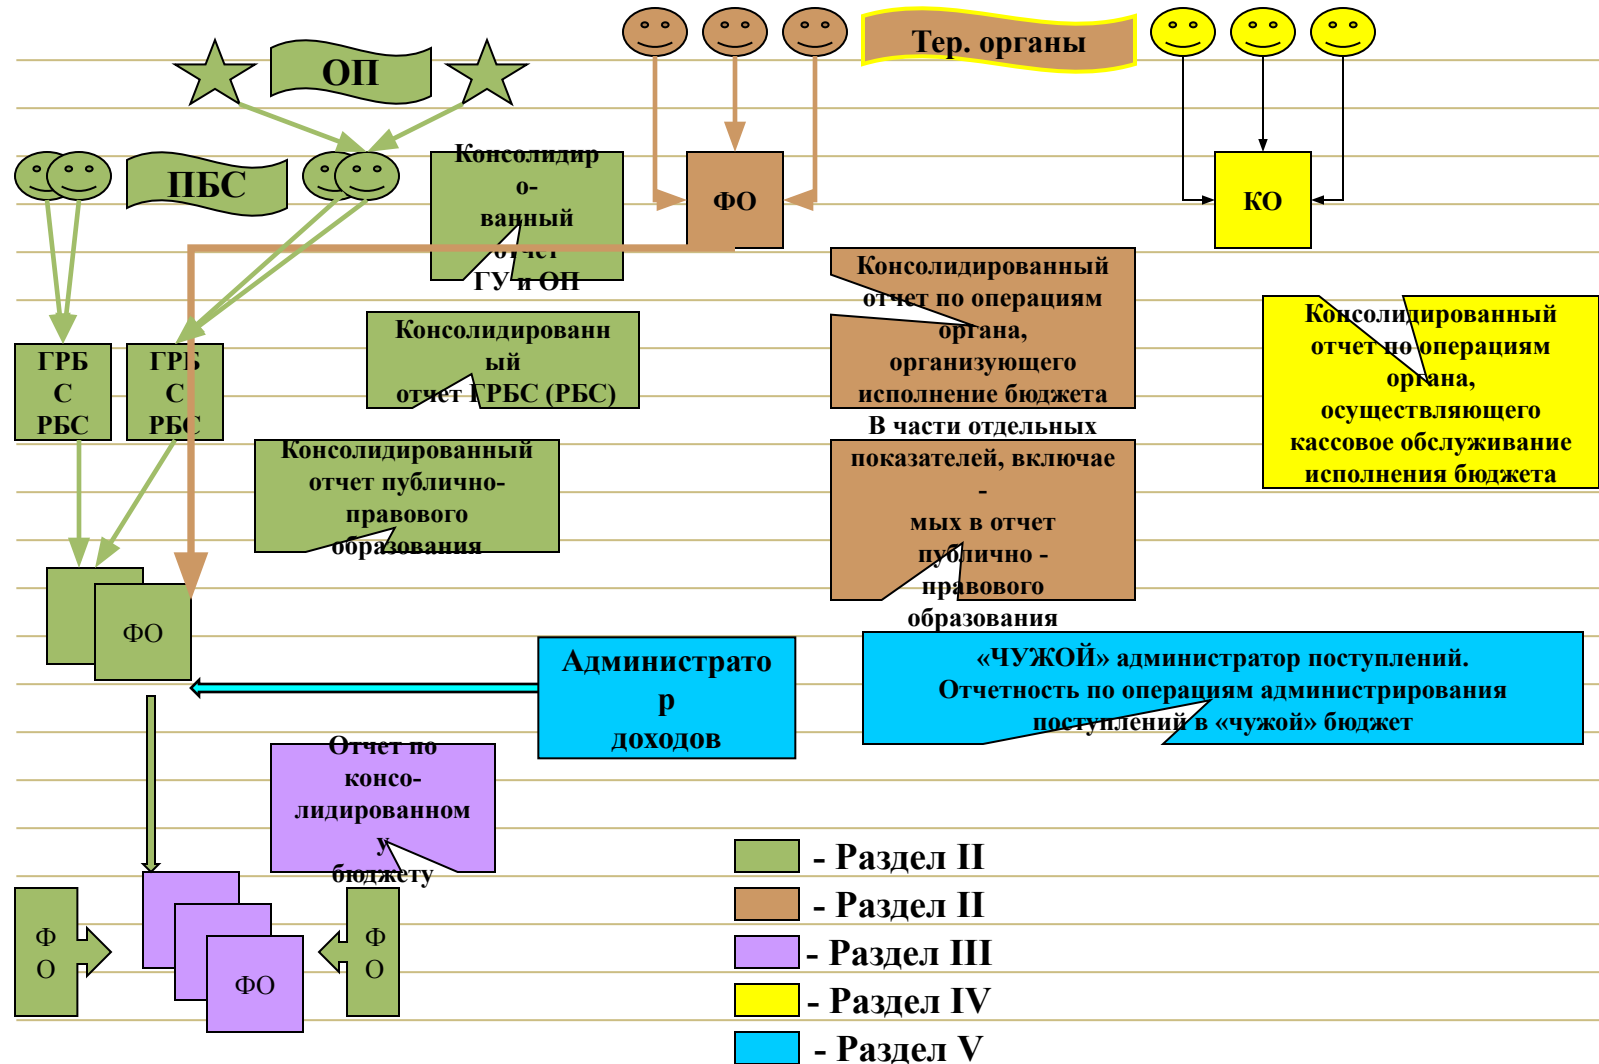 ОП
Тер. органы
ПБС
Консолидиро-
о-
ванный
отчет
ГУ и ОП
ФО
КО
Консолидированный
отчет по операциям
органа,
организующего
исполнение бюджета
Консолидированный
отчет по операциям
органа,
осуществляющего
кассовое обслуживание
исполнения бюджета
Консолидированн
ый
отчет ГРБС (РБС)
ГРБ
С
РБС
ГРБ
С
РБС
Консолидированный
отчет публично-
правового
образования
В части отдельных
показателей, включае
-
мых в отчет
публично -
правового
образования
ФО
Администрато
р
доходов
«ЧУЖОЙ» администратор поступлений.
Отчетность по операциям администрирования
поступлений в «чужой» бюджет
Отчет по
консо-
лидированном
у
бюджету
Ф
О
ФО
Ф
О
- Раздел II
- Раздел II
- Раздел III
- Раздел IV
- Раздел V